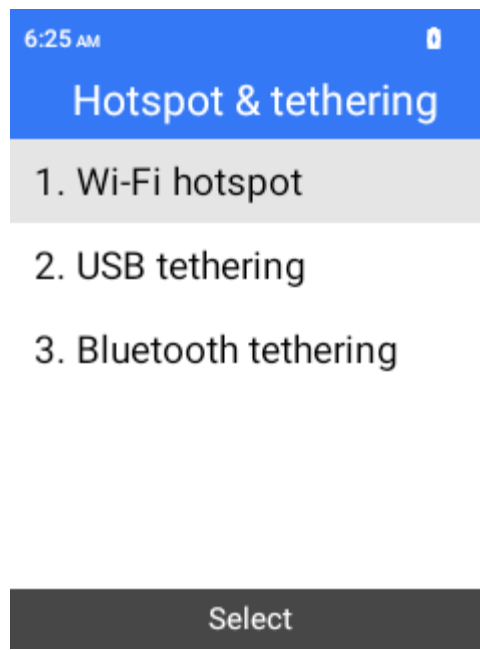 6:25 AM
Hotspot & tethering
1. Wi-Fi hotspot
2. USB tethering
3. Bluetooth tethering
Select